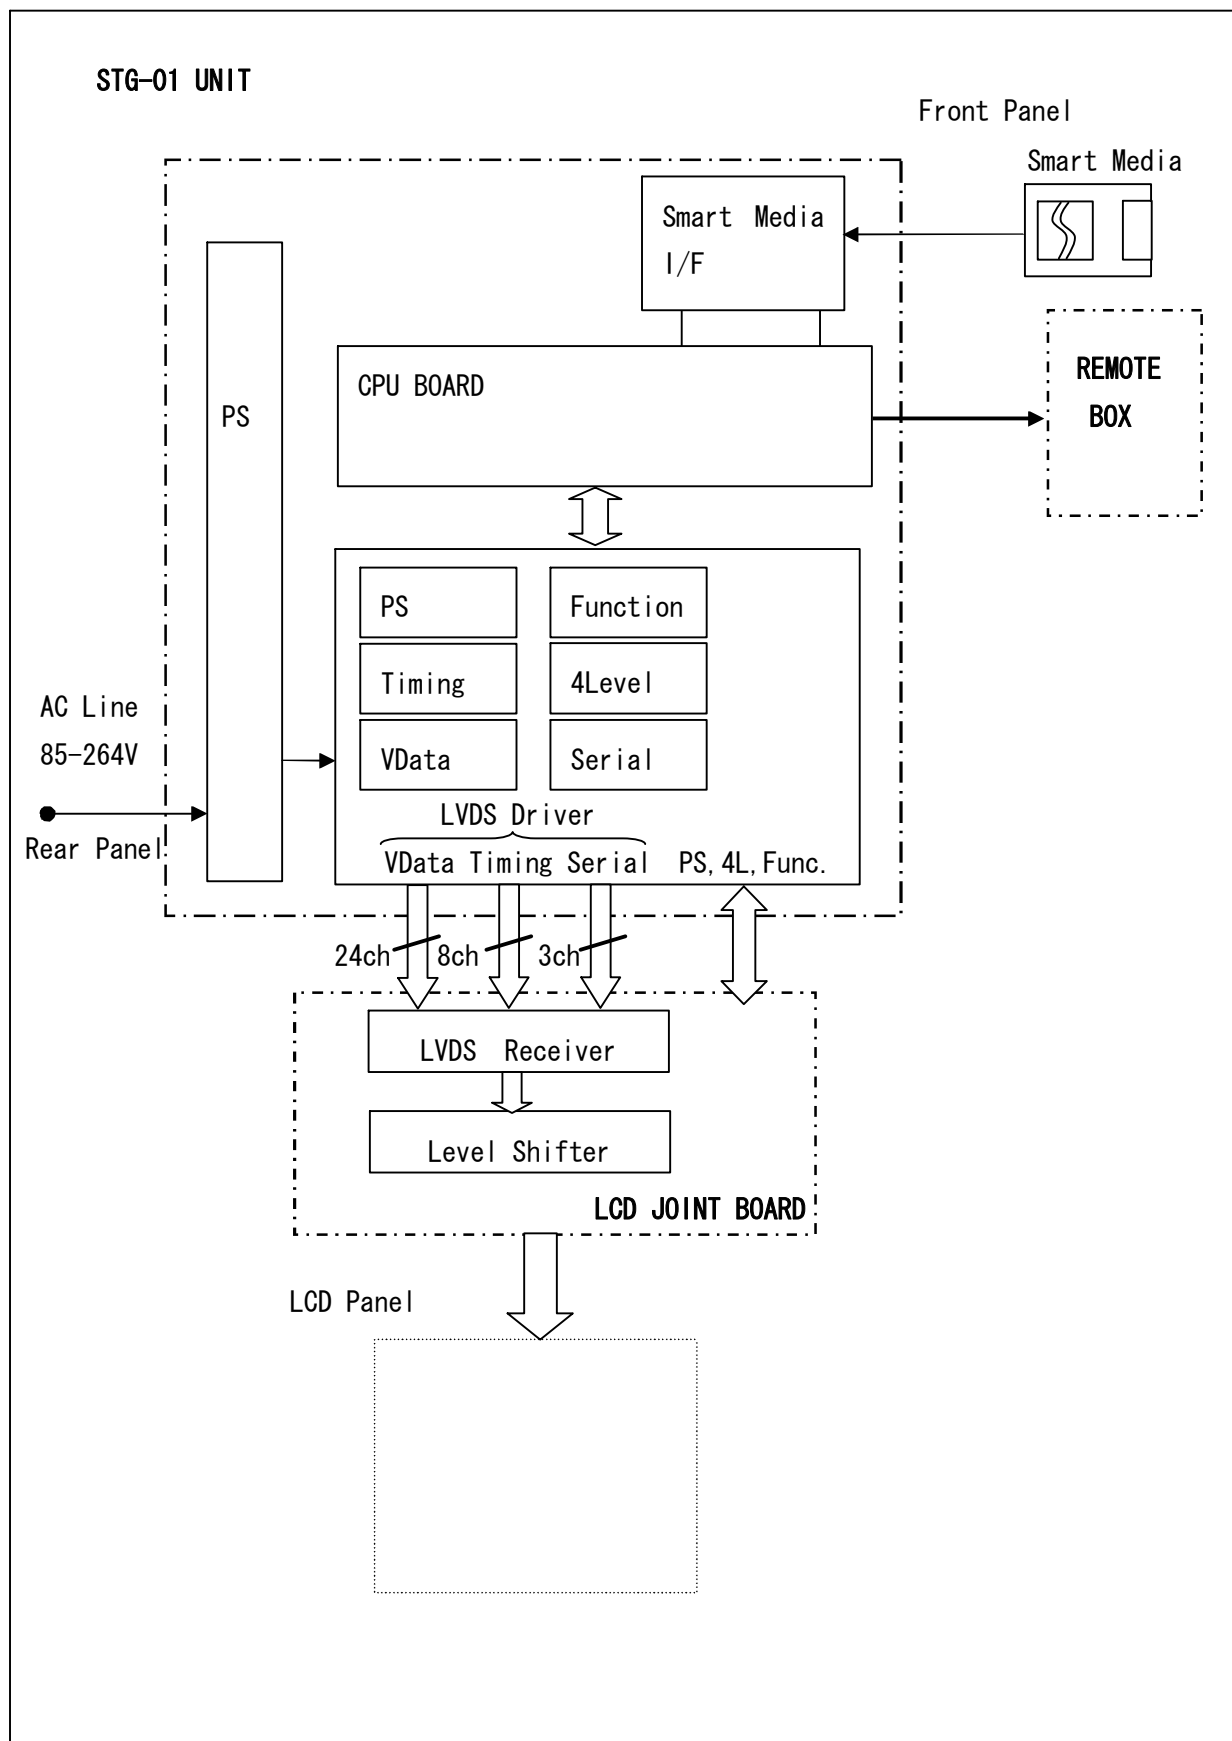 STG-01 UNIT
Front Panel
Smart Media
Smart Media
I/F
CPU BOARD
REMOTE
BOX
PS
PS
Function
Timing
4Level
VData
Serial
AC Line
85-264V
Rear Panel
LVDS Driver
VData Timing Serial
PS, 4L, Func.
24ch
8ch
3ch
LVDS Receiver
Level Shifter
LCD JOINT BOARD
LCD Panel